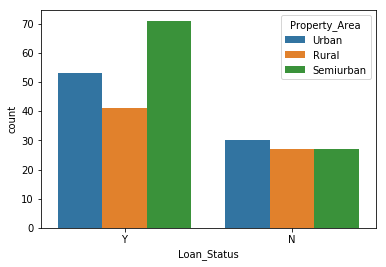 70
60
50
40
30
20
10
0
count
Property_Area
Urban
Rural
Semiurban
Y
N
Loan_Status